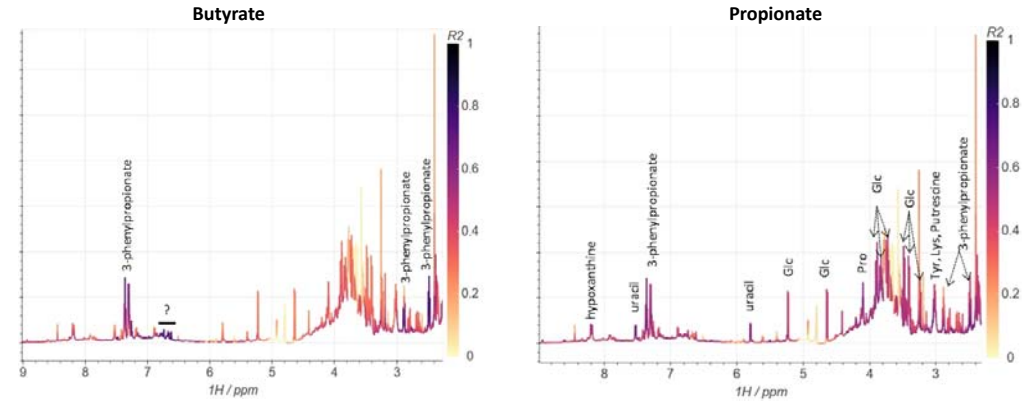 Butyrate
R2
1
0.8
0.6
0.4
0.2
0
3-phenylpropionate
?
3-phenylpropionate
3-phenylpropionate
9 8 7 6 5 4 3
1H / ppm
Propionate
R2
1
0.8
0.6
0.4
0.2
0
hypoxanthine
uracil
3-phenylpropionate
uracil
Glc
Glc
Pro
Glc
Glc
Tyr, Lys, Putrescine
3-phenylpropionate
8 7 6 5 4 3
1H / ppm